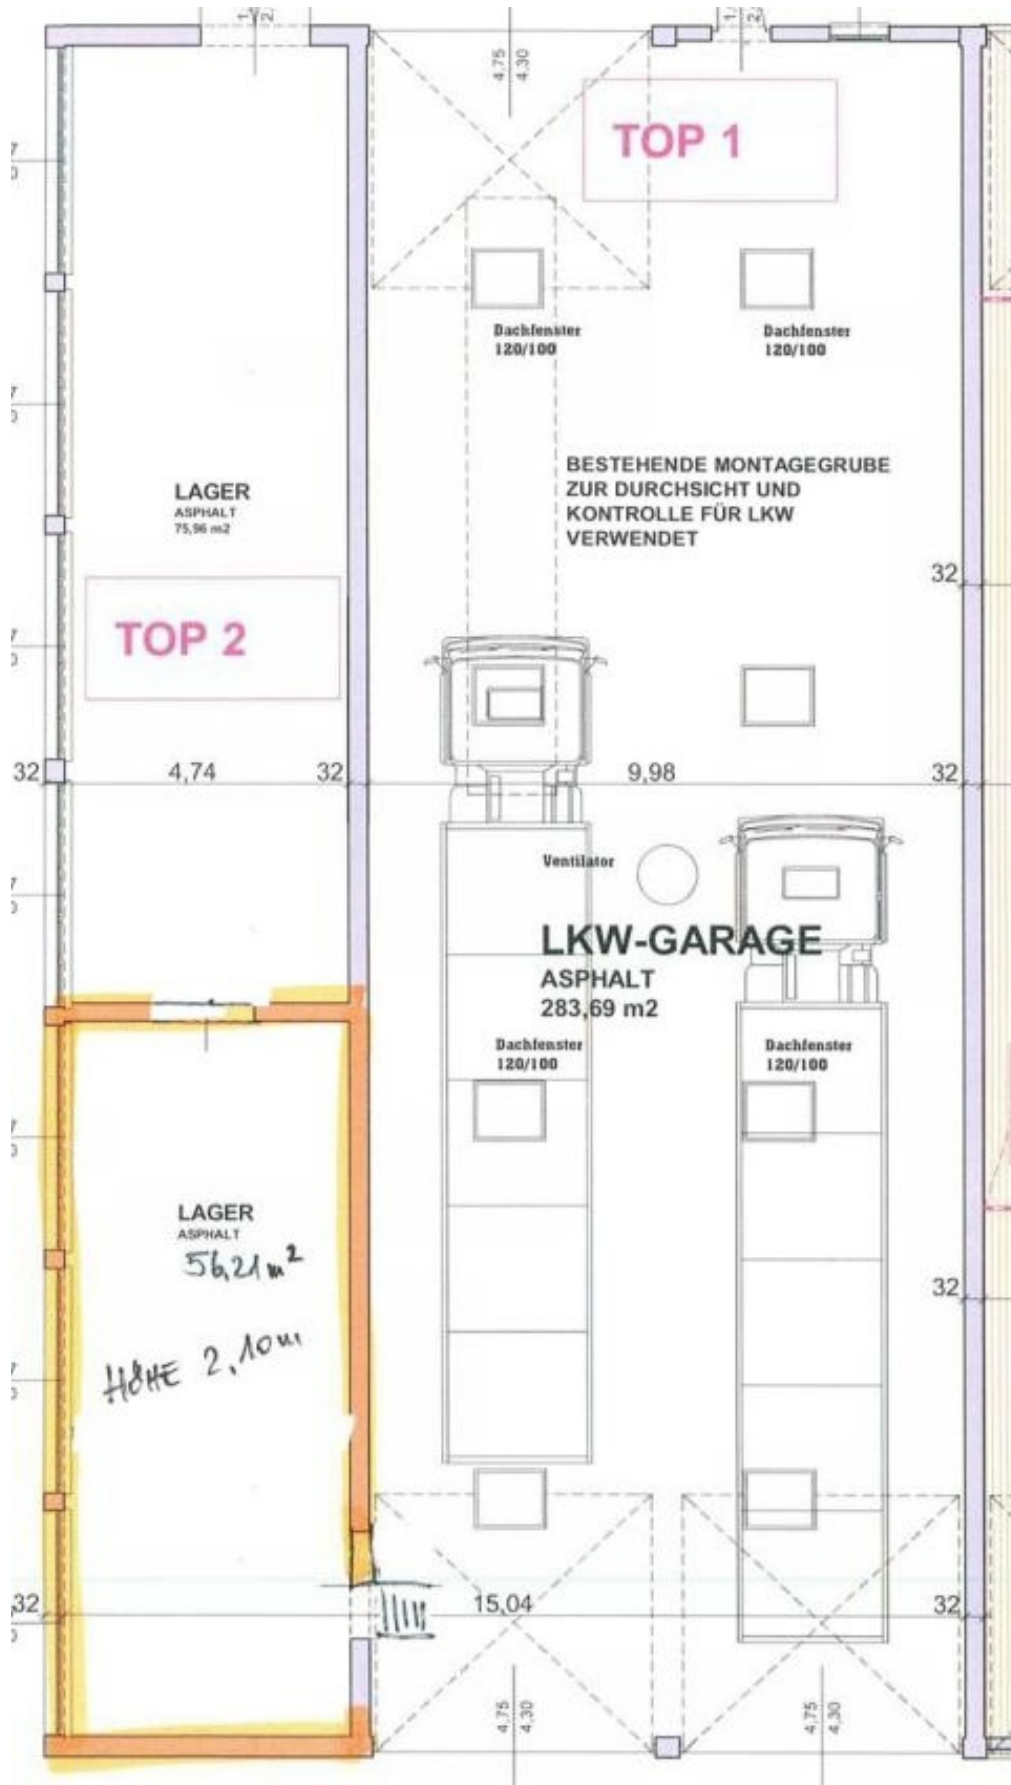 4,75
4,30
TOP 1
Dachfenster
120/100
Dachfenster
120/100
BESTEHENDE MONTAGEGRUBE
ZUR DURCHSICHT UND
KONTROLLE FÜR LKW
VERWENDET
LAGER
ASPHALT
75,96 m2
32
TOP 2
32
4,74
32
9,98
32
Ventilator
LKW-GARAGE
ASPHALT
283,69 m2
Dachfenster
120/100
Dachfenster
120/100
LAGER
ASPHALT
56,21 m²
HÖHE 2,10m
32
32
15,04
32
4,75
4,30
4,75
4,30